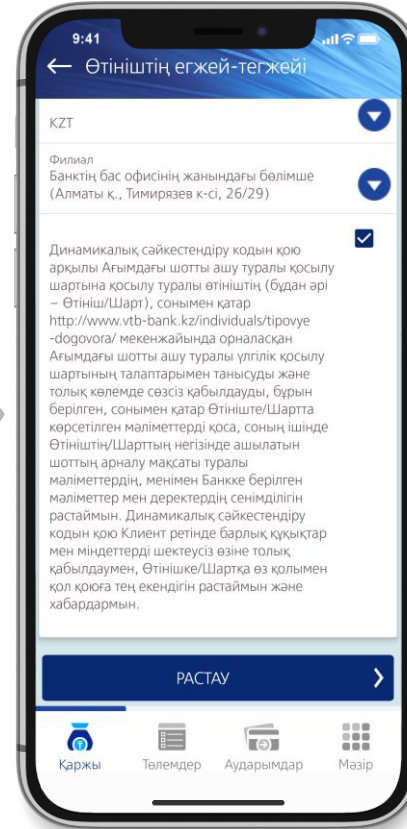 9:41
Өтініштің егжей-тегжейі
KZT
Филиал
Банктің бас офисінің жанындағы бөлімше
(Алматы қ., Тимирязев к-сі, 26/29)
Динамикалық сәйкестендіру кодын қою
арқылы Ағымдағы шотты ашу туралы қосылу
шартына қосылу туралы өтініштің (бұдан әрі
– Өтініш/Шарт), сонымен қатар
http://www.vtb-bank.kz/individuals/tipovye
-dogovora/ мекенжайында орналасқан
Ағымдағы шотты ашу туралы үлгілік қосылу
шартының талаптарымен танысуды және
толық көлемде сөзсіз қабылдауды, бұрын
берілген, сонымен қатар Өтініште/Шартта
көрсетілген мәліметтерді қоса, соның ішінде
Өтініштің/Шарттың негізінде ашылатын
шоттың арналу мақсаты туралы
мәліметтердің, менімен Банкке берілген
мәліметтер мен деректердің сенімділігін
растаймын. Динамикалық сәйкестендіру
кодын қою Клиент ретінде барлық құқықтар
мен міндеттерді шектеусіз өзіне толық
қабылдаумен, Өтінішке/Шартқа өз қолымен
қол қоюға тең екендігін растаймын және
хабардармын.
РАСТАУ
Қаржы
Төлемдер
Аударымдар
Мәзір